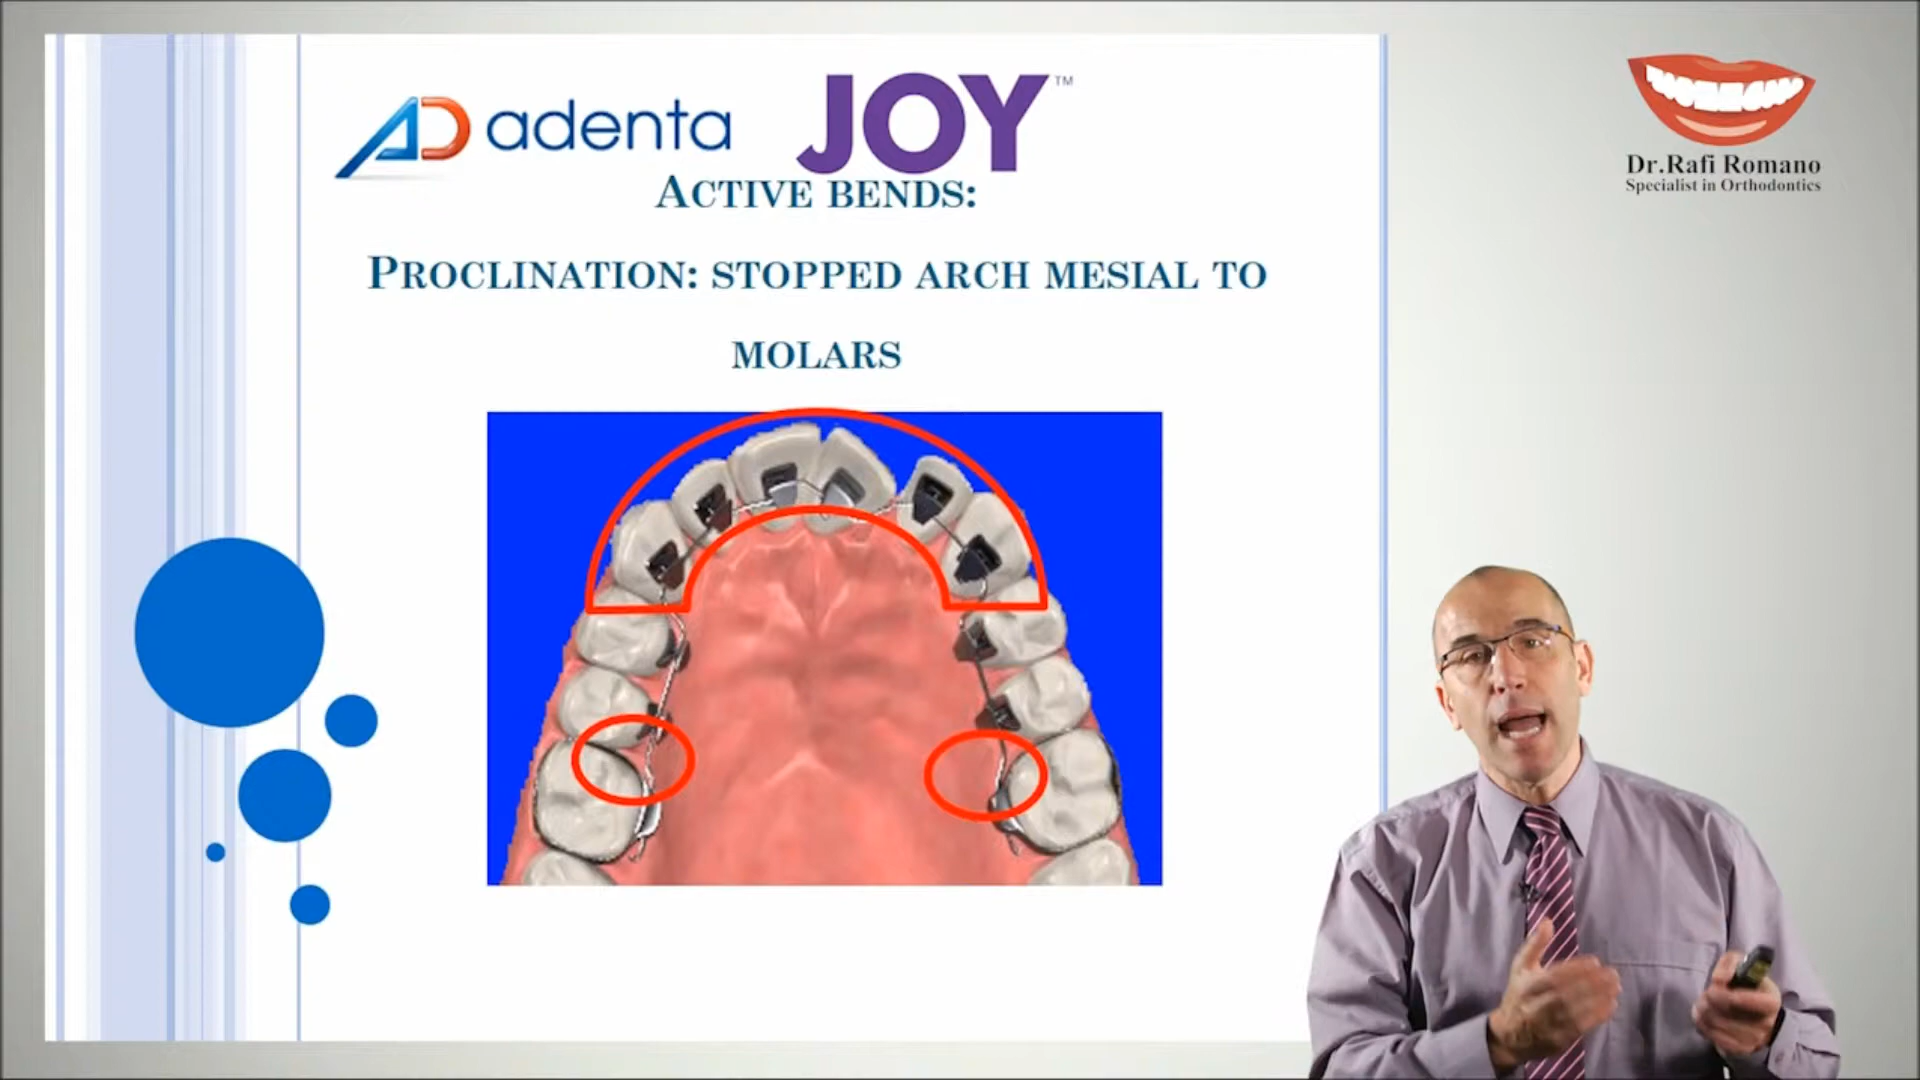 adenta
JOY™
ACTIVE BENDS:
PROCLINATION: STOPPED ARCH MESIAL TO
MOLARS
Dr.Rafi Romano
Specialist in Orthodontics